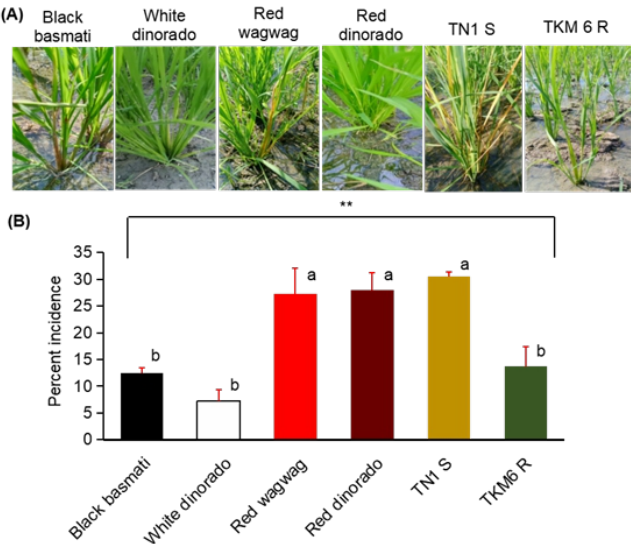 (A)
Black
basmati
White
dinorado
Red
wagwag
Red
dinorado
TN1 S
TKM 6 R
**
(B)
Percent incidence
35
30
25
20
15
10
5
0
b
b
a
a
a
b
Black basmati
White dinorado
Red wagwag
Red dinorado
TN1 S
TKM6 R